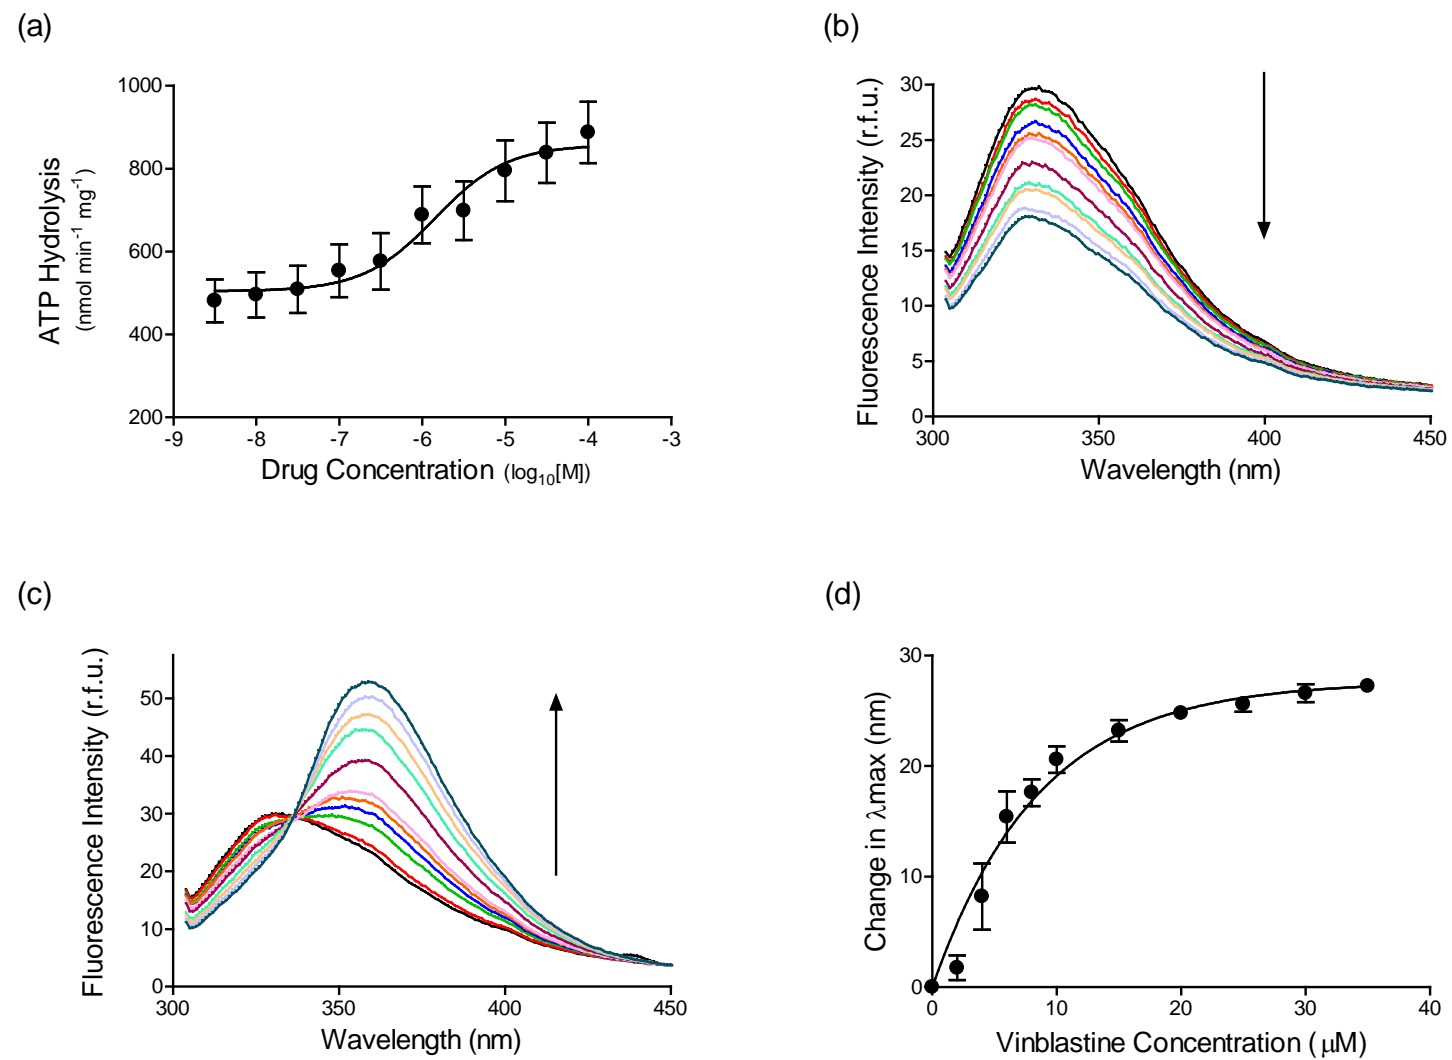 (a)
1000
800
600
400
200
ATP Hydrolysis
(nmol min⁻¹ mg⁻¹)
-9 -8 -7 -6 -5 -4 -3
Drug Concentration (log₁₀[M])
(b)
30
25
20
15
10
5
0
Fluorescence Intensity (r.f.u.)
300 350 400 450
Wavelength (nm)
(c)
50
40
30
20
10
0
Fluorescence Intensity (r.f.u.)
300 350 400 450
Wavelength (nm)
(d)
30
20
10
0
Change in λmax (nm)
0 10 20 30 40
Vinblastine Concentration (μM)